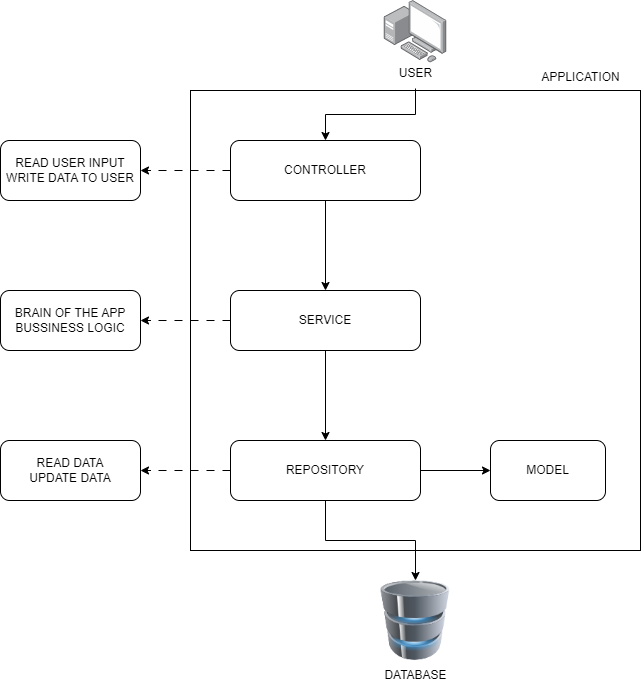 USER
APPLICATION
READ USER INPUT
WRITE DATA TO USER
CONTROLLER
BRAIN OF THE APP
BUSSINESS LOGIC
SERVICE
READ DATA
UPDATE DATA
REPOSITORY
MODEL
DATABASE